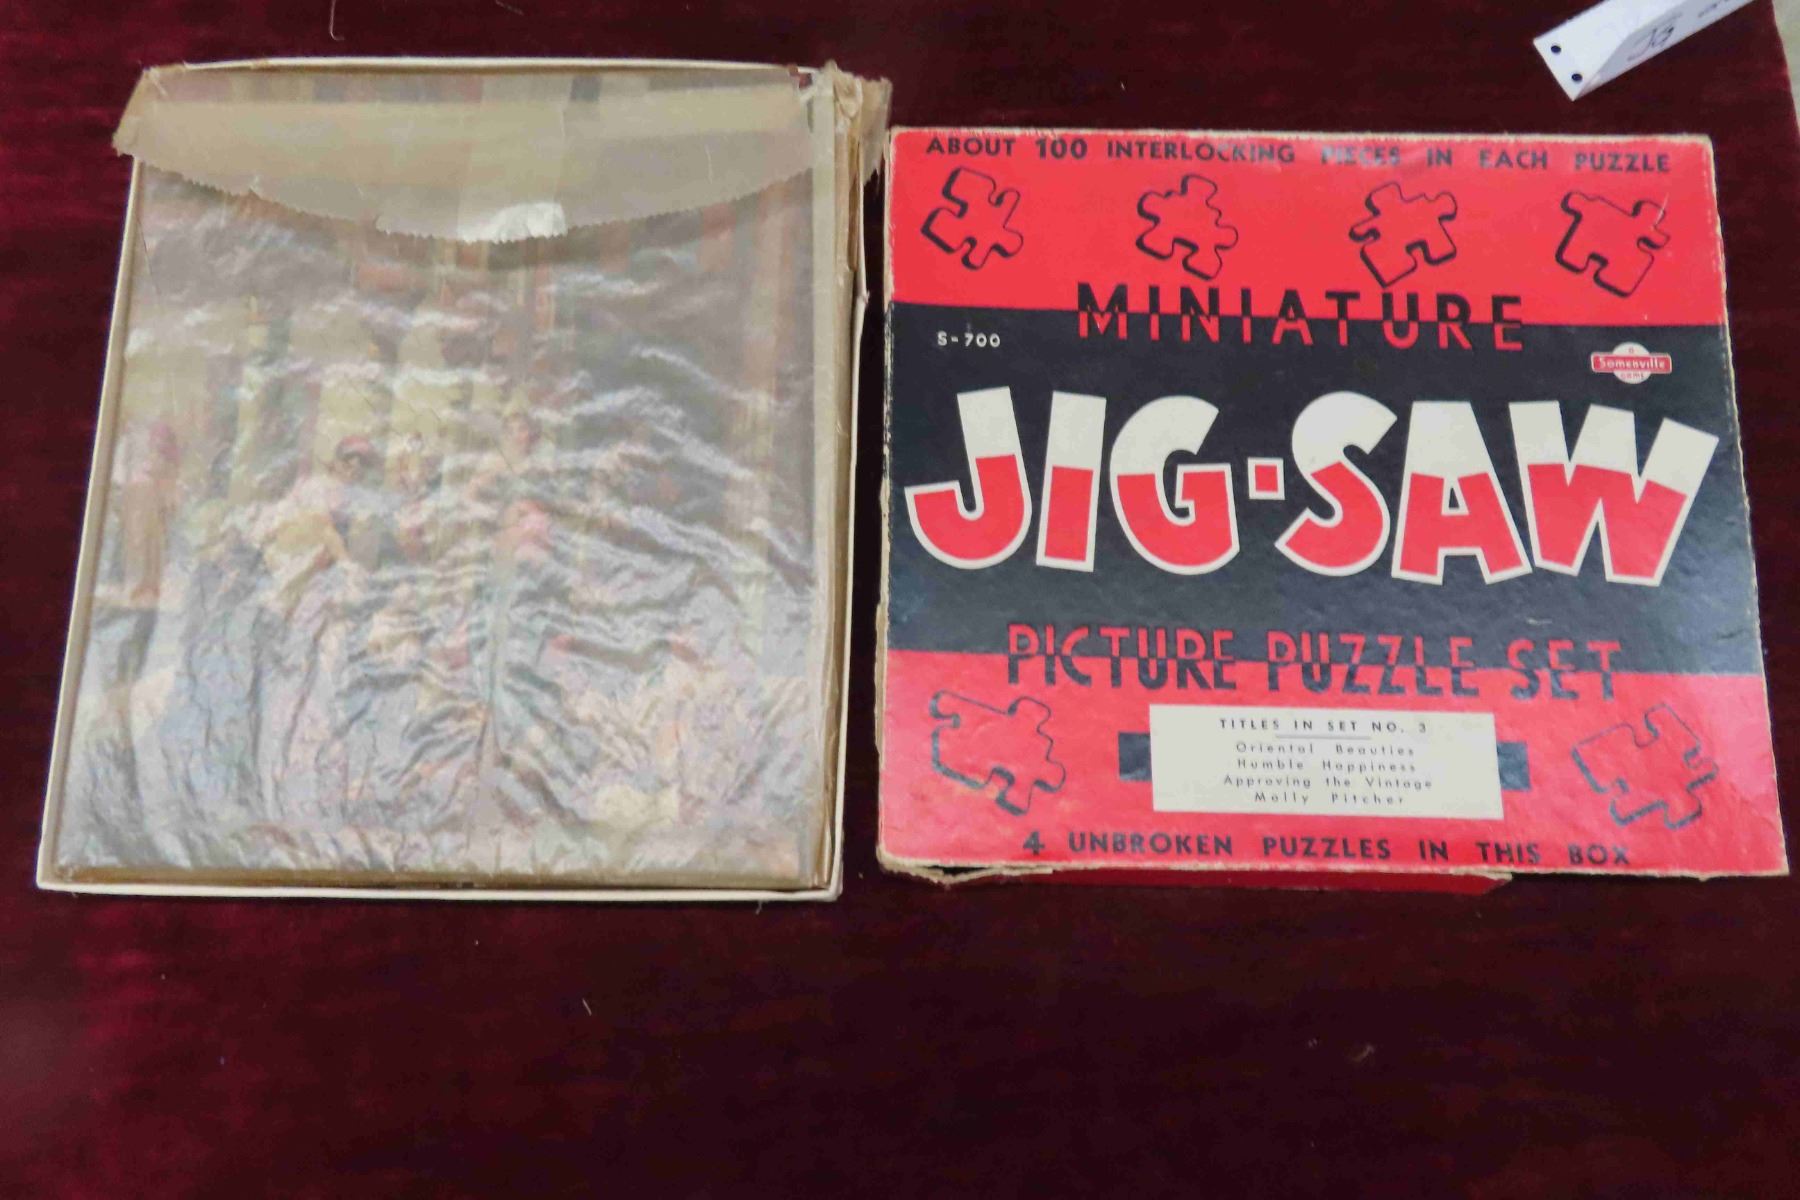 ABOUT 100 INTERLOCKING PIECES IN EACH PUZZLE
MINIATURE
S-700
A
Somerville
GAME
JIG-SAW
PICTURE PUZZLE SET
TITLES IN SET NO. 3
Oriental Beauties
Humble Happiness
Approving the Vintage
Molly Pitcher
4 UNBROKEN PUZZLES IN THIS BOX